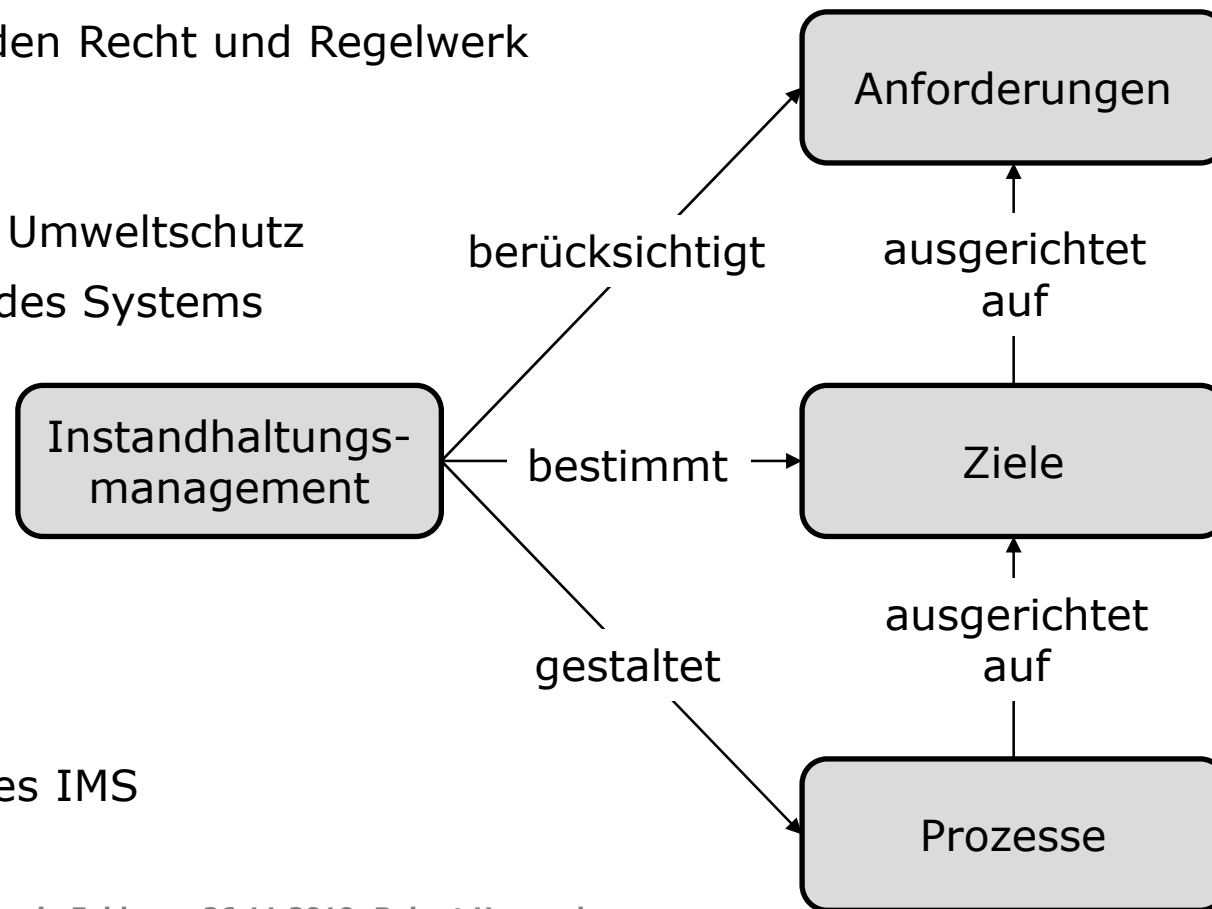 den Recht und Regelwerk
Anforderungen
Umweltschutz
berücksichtigt
ausgerichtet
auf
des Systems
Instandhaltungs-
management
bestimmt
Ziele
ausgerichtet
auf
gestaltet
es IMS
Prozesse